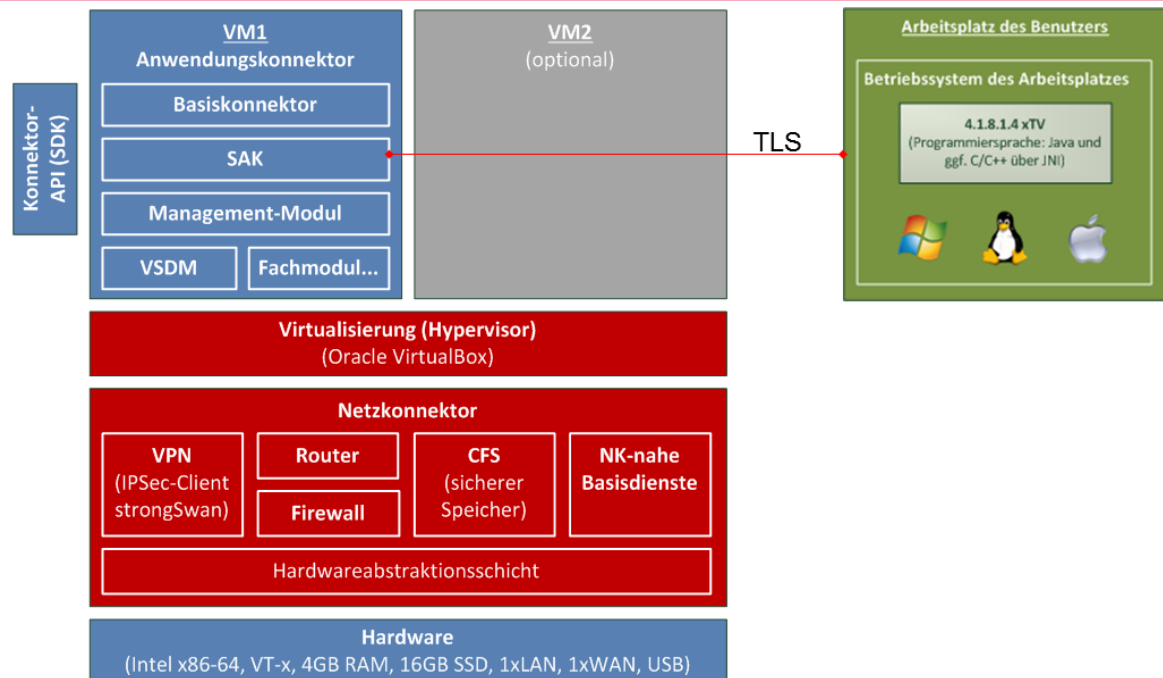 Konnektor-
API (SDK)
VM1
Anwendungskonnektor
Basiskonnektor
SAK
Management-Modul
VSDM
Fachmodul...
VM2
(optional)
TLS
Arbeitsplatz des Benutzers
Betriebssystem des Arbeitsplatzes
4.1.8.1.4 xTV
(Programmiersprache: Java und
ggf. C/C++ über JNI)
Virtualisierung (Hypervisor)
(Oracle VirtualBox)
Netzkonnektor
VPN
(IPSec-Client
strongSwan)
Router
Firewall
CFS
(sicherer
Speicher)
NK-nahe
Basisdienste
Hardwareabstraktionsschicht
Hardware
(Intel x86-64, VT-x, 4GB RAM, 16GB SSD, 1xLAN, 1xWAN, USB)